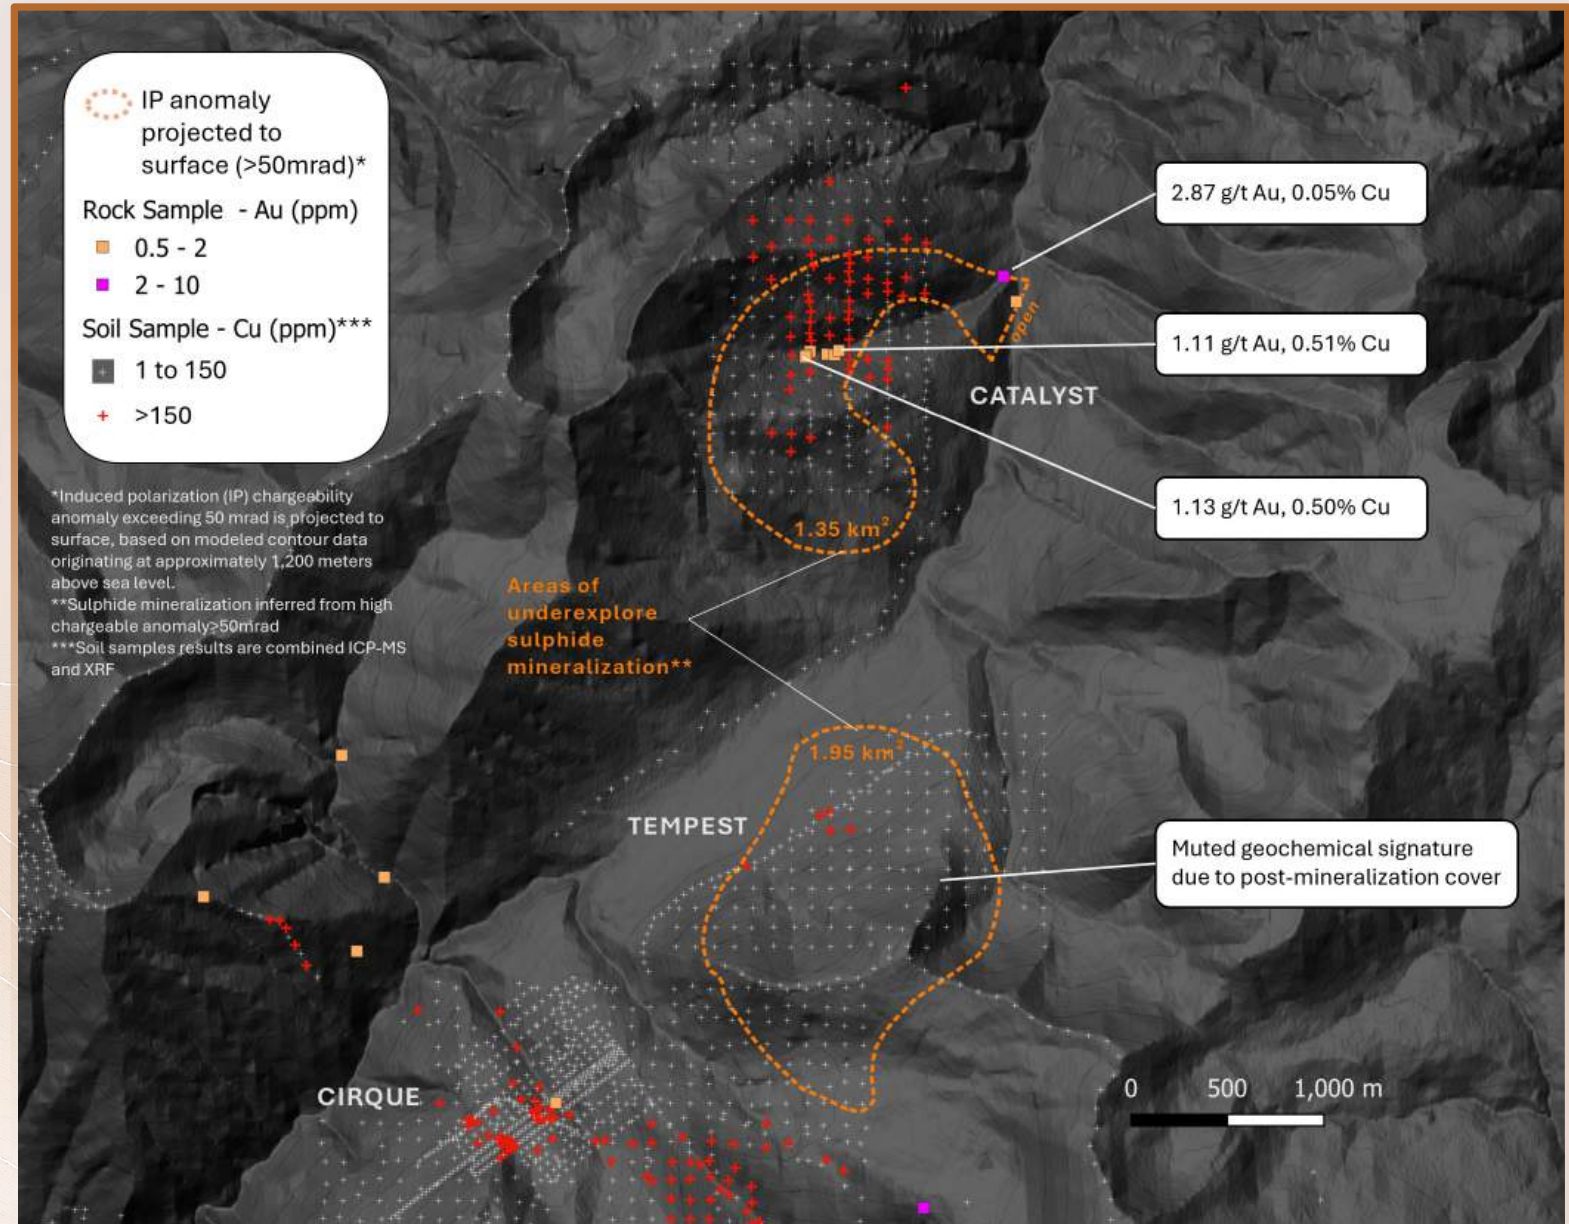 IP anomaly
projected to
surface (>50mrad)*
Rock Sample - Au (ppm)
0.5 - 2
2 - 10
Soil Sample - Cu (ppm)***
1 to 150
>150
*Induced polarization (IP) chargeability
anomaly exceeding 50 mrad is projected to
surface, based on modeled contour data
originating at approximately 1,200 meters
above sea level.
**Sulphide mineralization inferred from high
chargeable anomaly>50mrad
***Soil samples results are combined ICP-MS
and XRF
2.87 g/t Au, 0.05% Cu
open
1.11 g/t Au, 0.51% Cu
CATALYST
1.13 g/t Au, 0.50% Cu
1.35 km²
Areas of
underexplore
sulphide
mineralization**
1.95 km²
TEMPEST
Muted geochemical signature
due to post-mineralization cover
CIRQUE
0 500 1,000 m